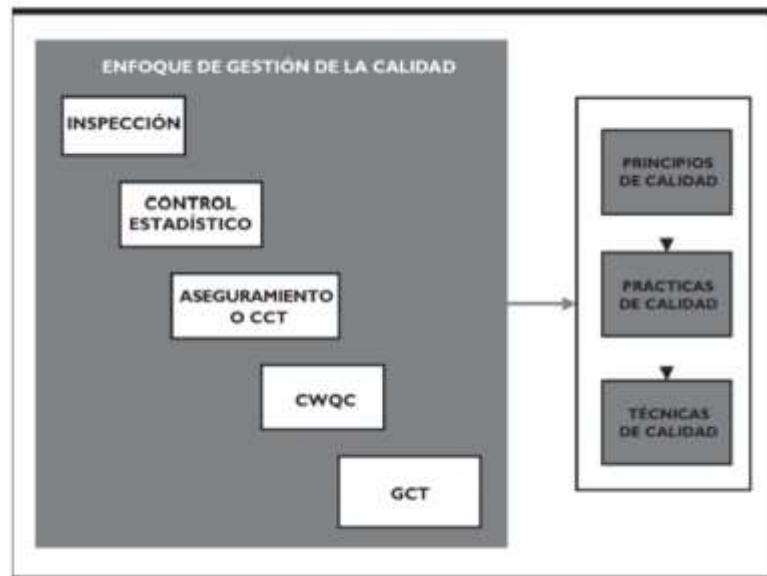 ENFOQUE DE GESTIÓN DE LA CALIDAD
INSPECCIÓN
CONTROL
ESTADÍSTICO
ASEGURAMIENTO
O CCT
CWQC
GCT
PRINCIPIOS
DE CALIDAD
PRÁCTICAS
DE CALIDAD
TÉCNICAS
DE CALIDAD